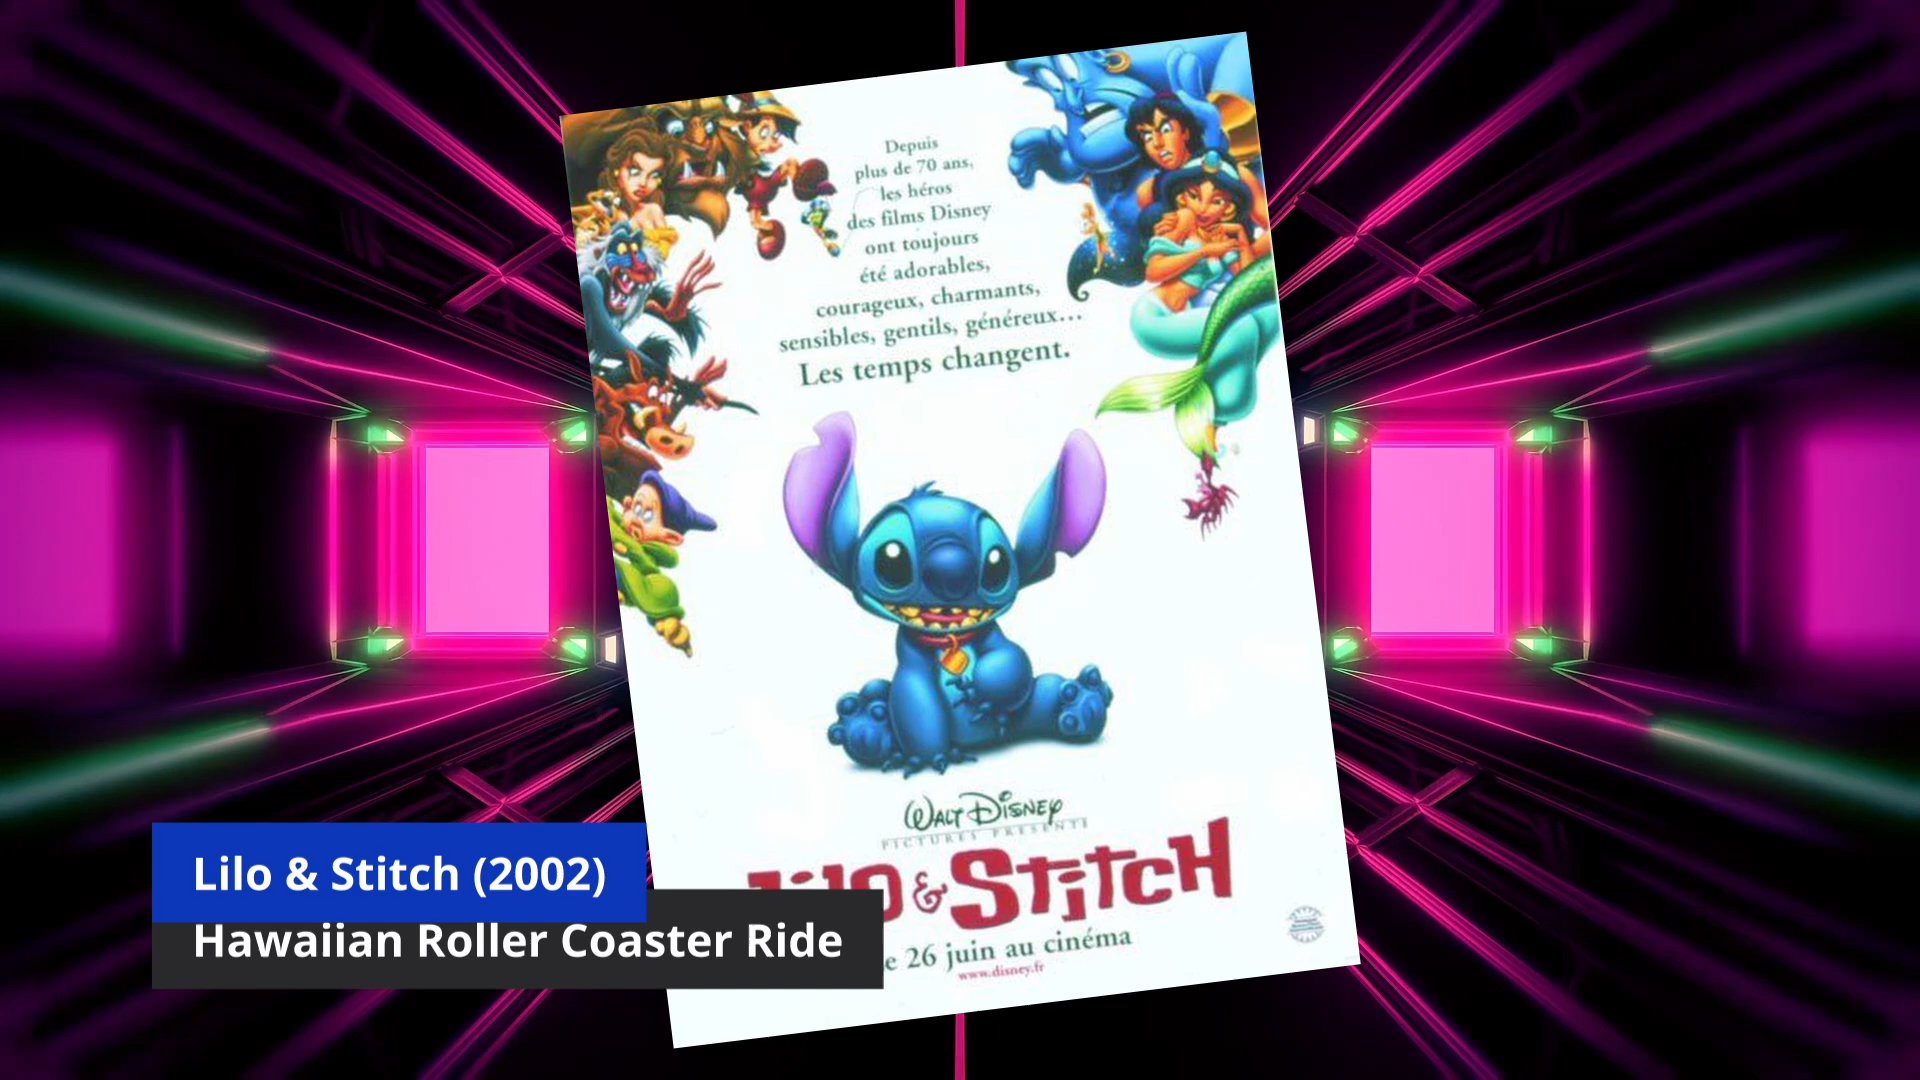 Depuis
plus de 70 ans,
les héros
des films Disney
ont toujours
été adorables,
courageux, charmants,
sensibles, gentils, généreux...
Les temps changent.
WALT DISNEY
PICTURES PRESENTE
LILO & STITCH
e 26 juin au cinéma
www.disney.fr
Lilo & Stitch (2002)
Hawaiian Roller Coaster Ride